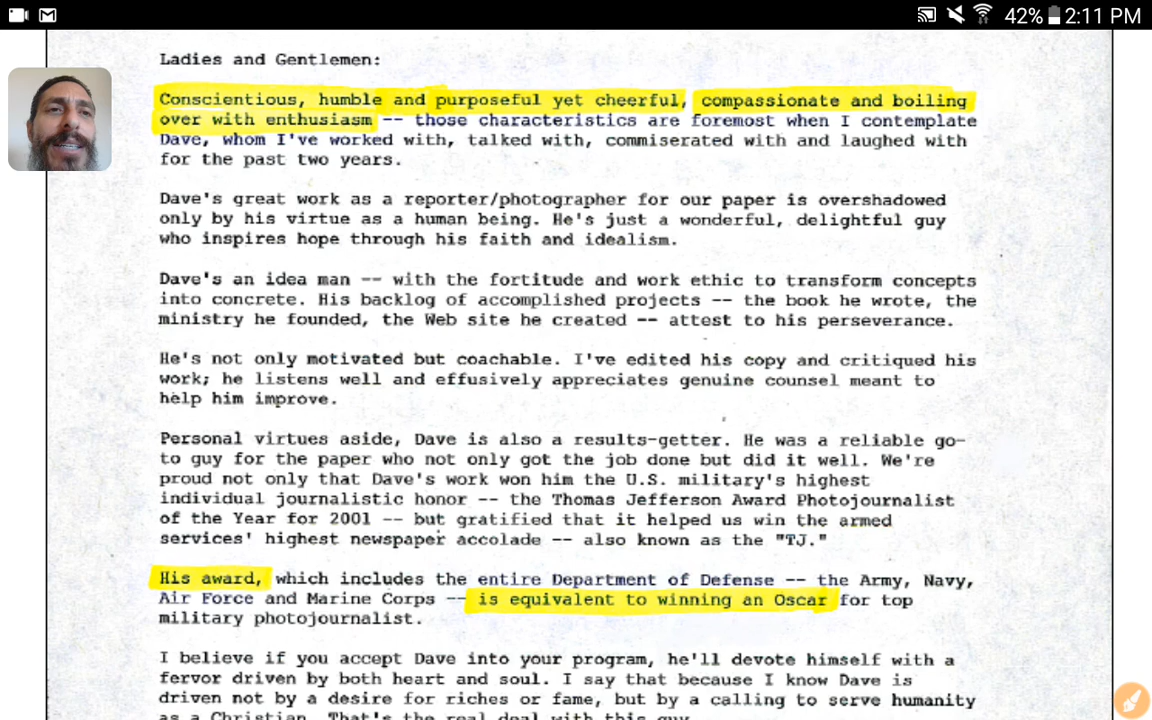 42% 2:11 PM
Ladies and Gentlemen:
Conscientious, humble and purposeful yet cheerful, compassionate and boiling
over with enthusiasm -- those characteristics are foremost when I contemplate
Dave, whom I've worked with, talked with, commiserated with and laughed with
for the past two years.
Dave's great work as a reporter/photographer for our paper is overshadowed
only by his virtue as a human being. He's just a wonderful, delightful guy
who inspires hope through his faith and idealism.
Dave's an idea man -- with the fortitude and work ethic to transform concepts
into concrete. His backlog of accomplished projects -- the book he wrote, the
ministry he founded, the Web site he created -- attest to his perseverance.
He's not only motivated but coachable. I've edited his copy and critiqued his
work; he listens well and effusively appreciates genuine counsel meant to
help him improve.
Personal virtues aside, Dave is also a results-getter. He was a reliable go-
to guy for the paper who not only got the job done but did it well. We're
proud not only that Dave's work won him the U.S. military's highest
individual journalistic honor -- the Thomas Jefferson Award Photojournalist
of the Year for 2001 -- but gratified that it helped us win the armed
services' highest newspaper accolade -- also known as the "TJ."
His award, which includes the entire Department of Defense -- the Army, Navy,
Air Force and Marine Corps -- is equivalent to winning an Oscar for top
military photojournalist.
I believe if you accept Dave into your program, he'll devote himself with a
fervor driven by both heart and soul. I say that because I know Dave is
driven not by a desire for riches or fame, but by a calling to serve humanity
as a Christian. That's the real deal with this guy.